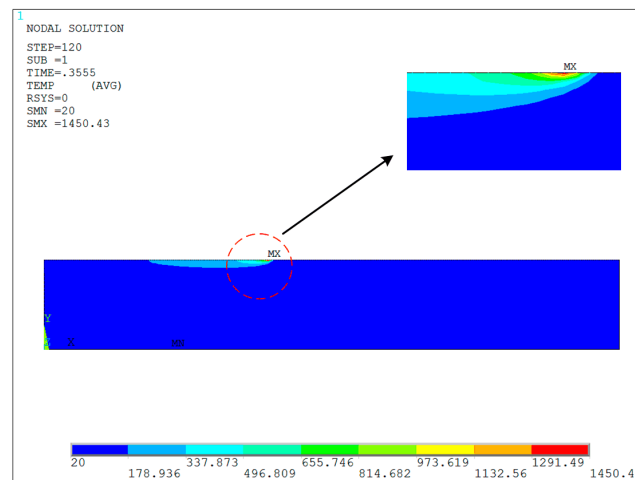 1
NODAL SOLUTION
STEP=120
SUB =1
TIME=.3555
TEMP (AVG)
RSYS=0
SMN =20
SMX =1450.43
MX
MX
Y
Z X MN
20 337.873 655.746 973.619 1291.49
178.936 496.809 814.682 1132.56 1450.4